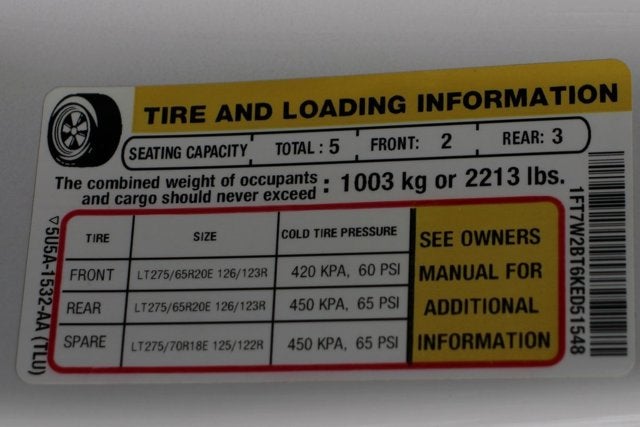 TIRE AND LOADING INFORMATION
SEATING CAPACITY TOTAL : 5 FRONT: 2 REAR: 3
The combined weight of occupants
and cargo should never exceed : 1003 kg or 2213 lbs.
TIRE SIZE COLD TIRE PRESSURE
FRONT LT275/65R20E 126/123R 420 KPA, 60 PSI
REAR LT275/65R20E 126/123R 450 KPA, 65 PSI
SPARE LT275/70R18E 125/122R 450 KPA, 65 PSI
SEE OWNERS
MANUAL FOR
ADDITIONAL
INFORMATION
▽5U5A-1532-AA (TLU)
1FT7W2BT6KED51548